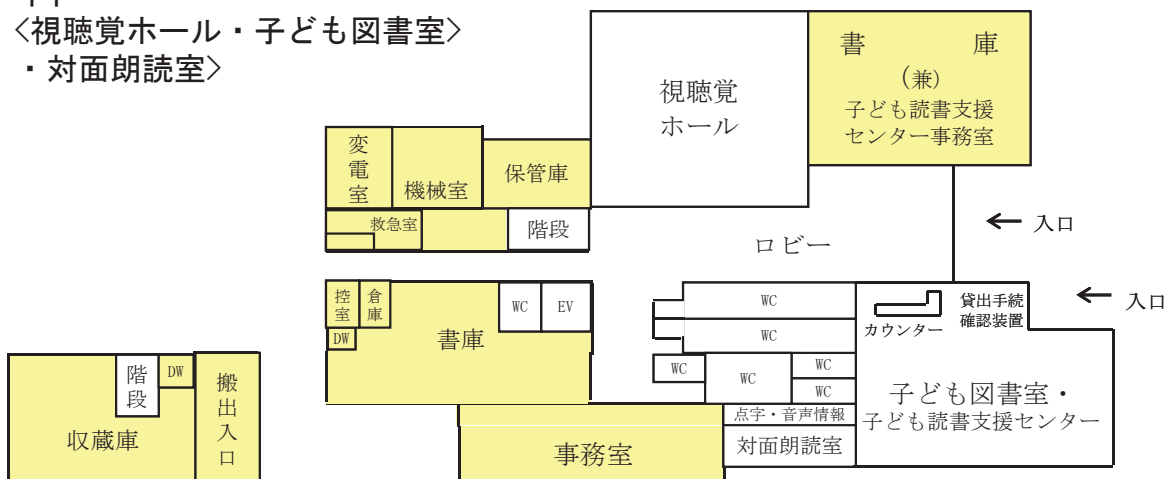 〈視聴覚ホール・子ども図書室〉
・対面朗読室〉
書　　　庫
（兼）
子ども読書支援
センター事務室
視聴覚
ホール
変電室
機械室
保管庫
救急室
階段
← 入口
ロビー
← 入口
控室
倉庫
WC
EV
DW
書庫
WC
WC
WC
WC
WC
WC
カウンター
貸出手続
確認装置
子ども図書室・
子ども読書支援センター
点字・音声情報
対面朗読室
事務室
階段
DW
搬出入口
収蔵庫